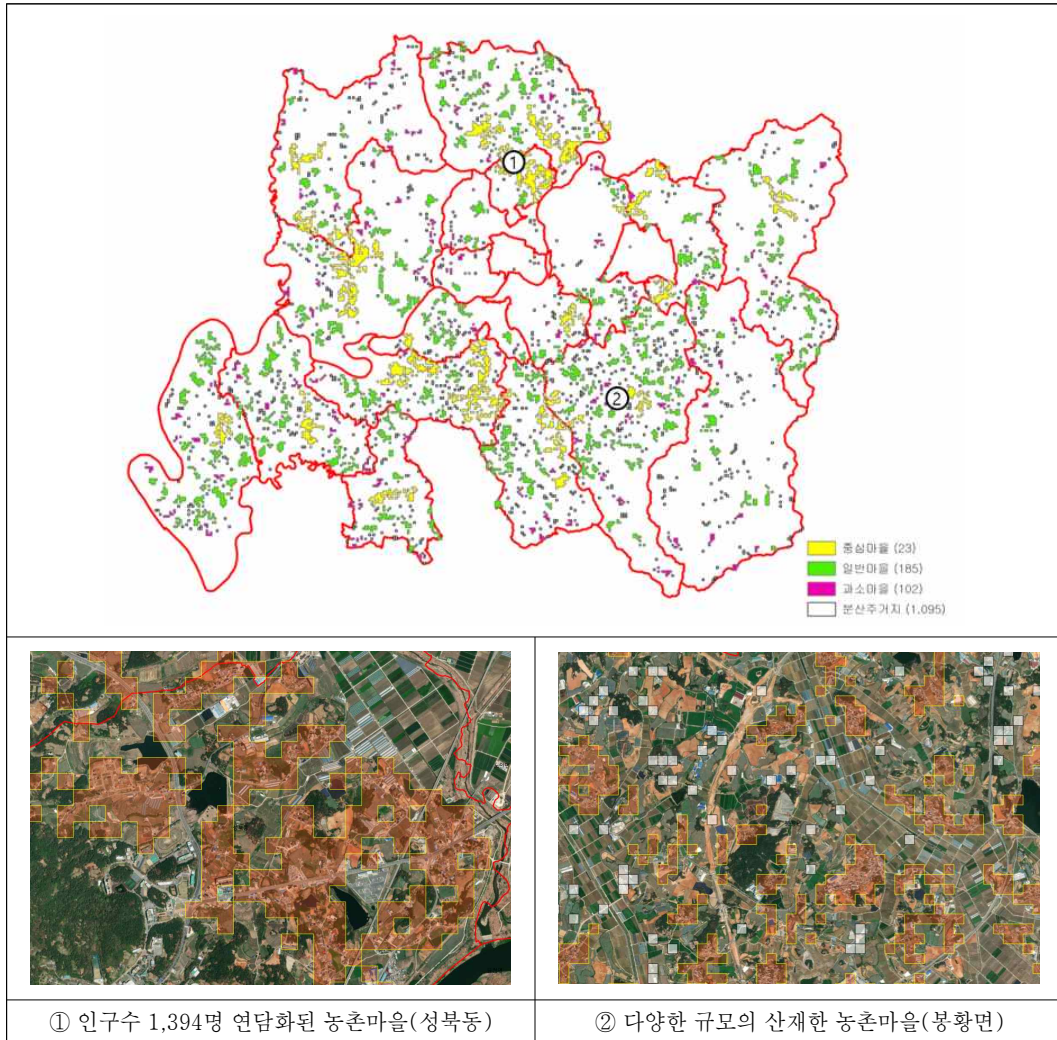 ①
②
중심마을 (23)
일반마을 (185)
과소마을 (102)
분산주거지 (1,095)
① 인구수 1,394명 연담화된 농촌마을(성북동)
② 다양한 규모의 산재한 농촌마을(봉황면)